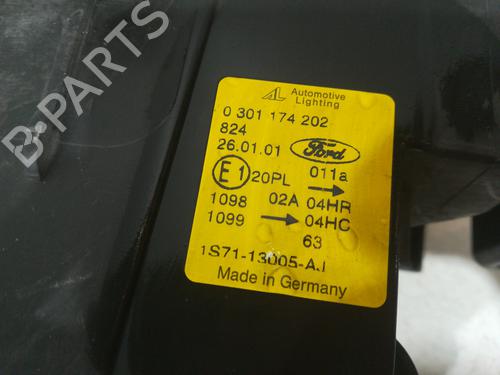 B-PARTS
AL Automotive
Lighting
0 301 174 202
824
26.01.01 Ford
E1 20PL 011a →
1098 02A 04HR
1099 → 04HC
63
1S71-13005-AJ
Made in Germany